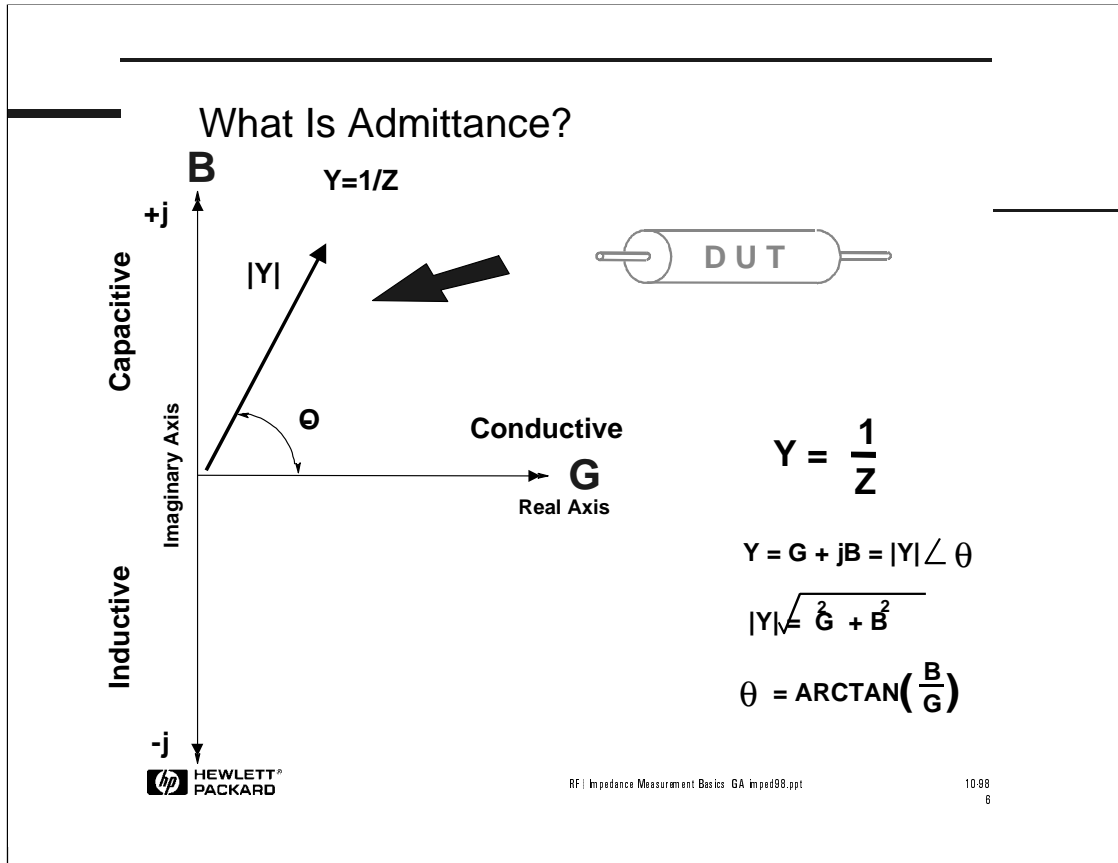 What Is Admittance?
B
Y=1/Z
+j
|Y|
D U T
Capacitive
Θ
Conductive
G
Real Axis
Imaginary Axis
Y = 1/Z
Y = G + jB = |Y|∠ θ
|Y| = √ G² + B²
Inductive
θ = ARCTAN(B/G)
-j
hp HEWLETT®
PACKARD
RF | Impedance Measurement Basics GA imped98.ppt
10-98
6